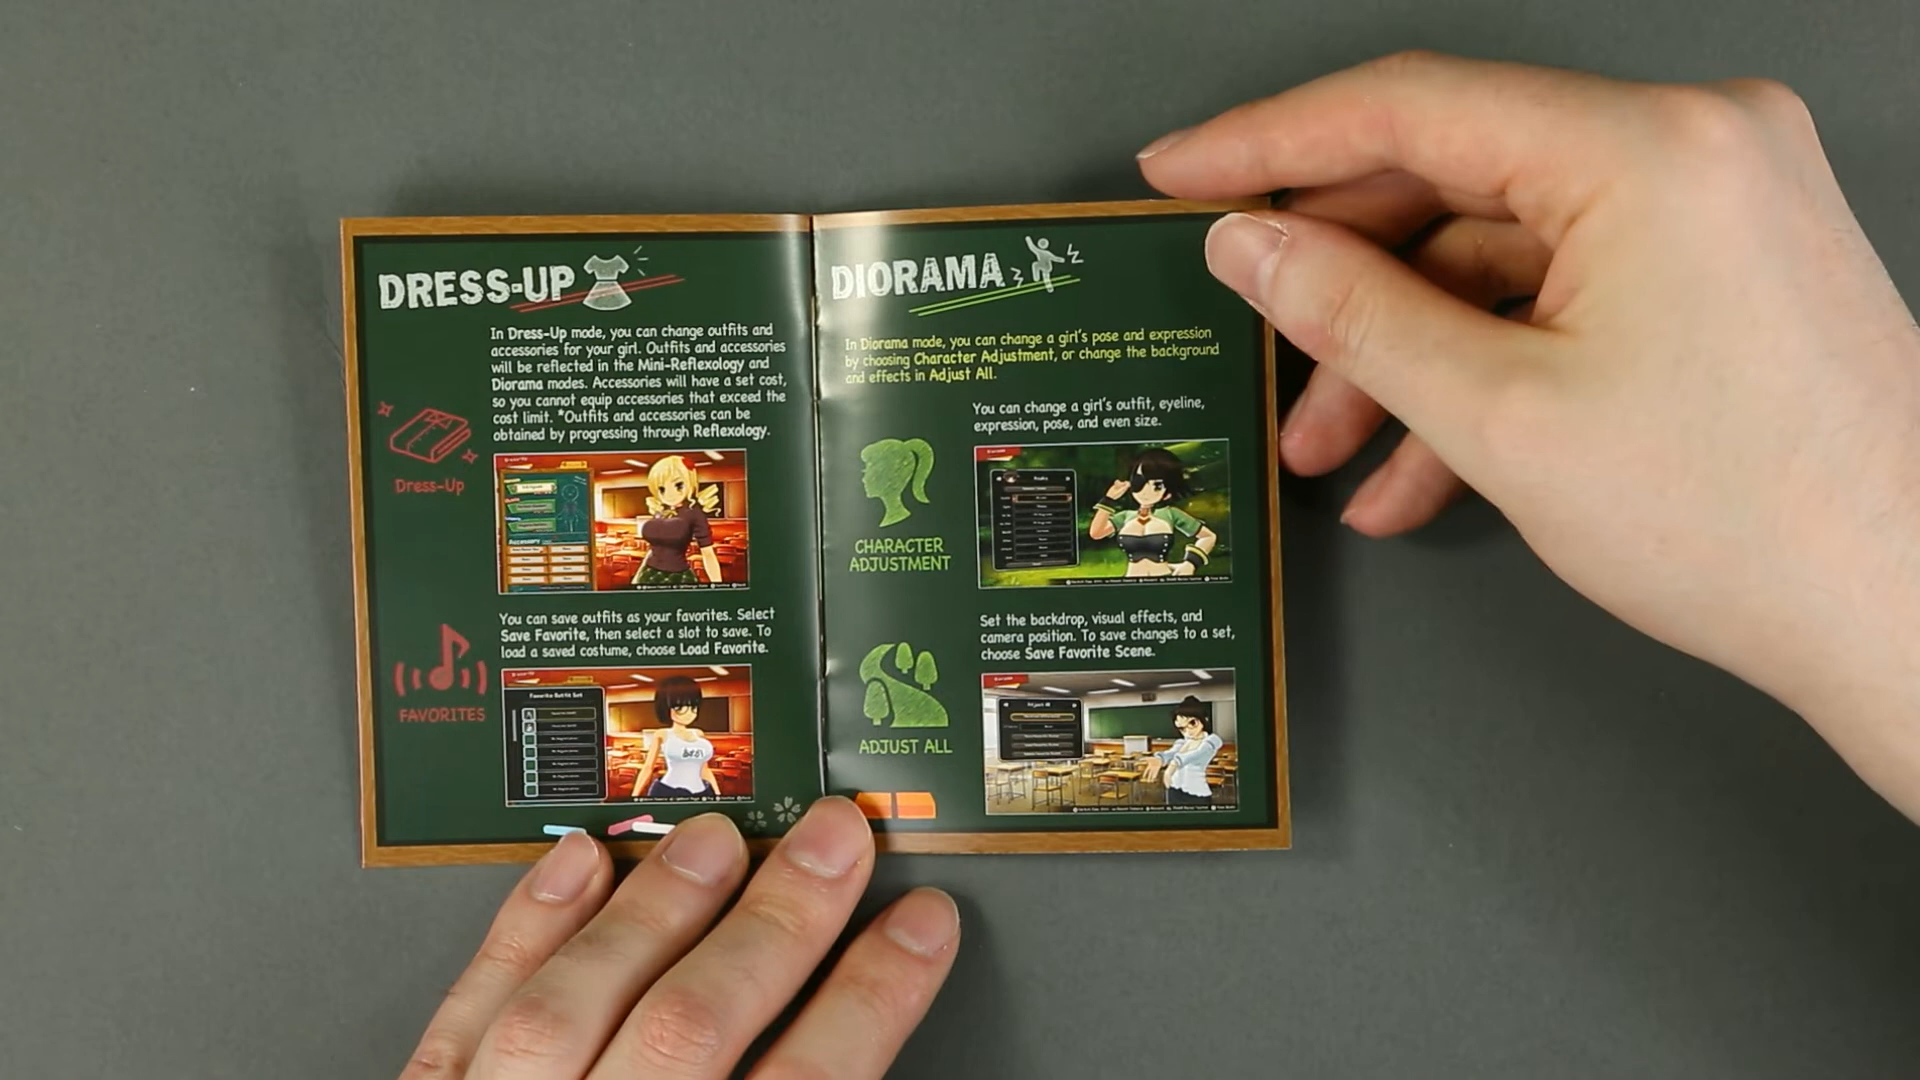 DRESS-UP
In Dress-Up mode, you can change outfits and
accessories for your girl. Outfits and accessories
will be reflected in the Mini-Reflexology and
Diorama modes. Accessories will have a set cost,
so you cannot equip accessories that exceed the
cost limit. *Outfits and accessories can be
obtained by progressing through Reflexology.
Dress-Up
Accessory
You can save outfits as your favorites. Select
Save Favorite, then select a slot to save. To
load a saved costume, choose Load Favorite.
FAVORITES
Favorite Outfit Set
DIORAMA
In Diorama mode, you can change a girl's pose and expression
by choosing Character Adjustment, or change the background
and effects in Adjust All.
You can change a girl's outfit, eyeline,
expression, pose, and even size.
CHARACTER
ADJUSTMENT
Set the backdrop, visual effects, and
camera position. To save changes to a set,
choose Save Favorite Scene.
ADJUST ALL
Adjust All